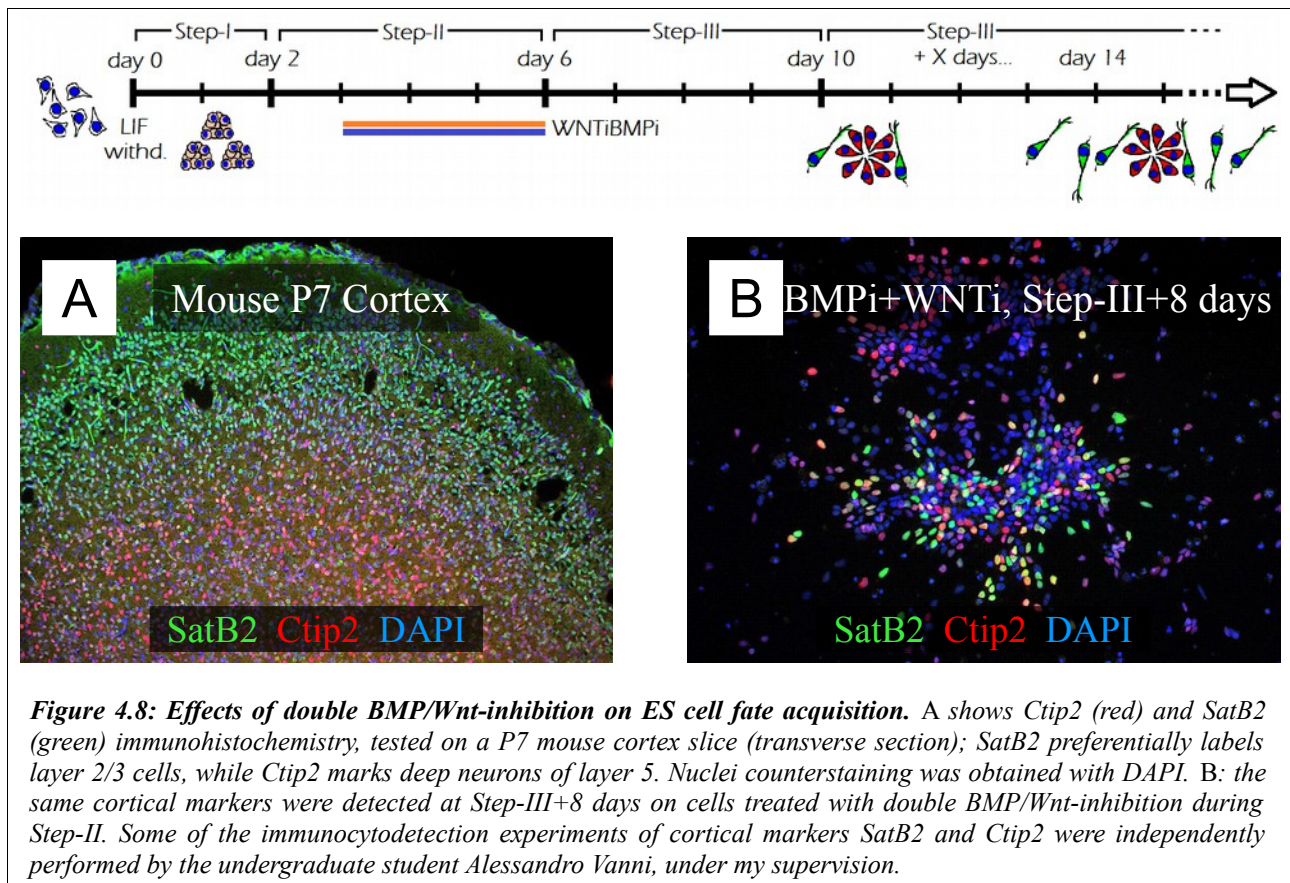 Step-I Step-II Step-III Step-III
day 0 day 2 day 6 day 10 + X days... day 14
LIF
withd.
WNTiBMPi
A Mouse P7 Cortex
SatB2 Ctip2 DAPI
B BMPi+WNTi, Step-III+8 days
SatB2 Ctip2 DAPI
Figure 4.8: Effects of double BMP/Wnt-inhibition on ES cell fate acquisition. A shows Ctip2 (red) and SatB2
(green) immunohistochemistry, tested on a P7 mouse cortex slice (transverse section); SatB2 preferentially labels
layer 2/3 cells, while Ctip2 marks deep neurons of layer 5. Nuclei counterstaining was obtained with DAPI. B: the
same cortical markers were detected at Step-III+8 days on cells treated with double BMP/Wnt-inhibition during
Step-II. Some of the immunocytodetection experiments of cortical markers SatB2 and Ctip2 were independently
performed by the undergraduate student Alessandro Vanni, under my supervision.